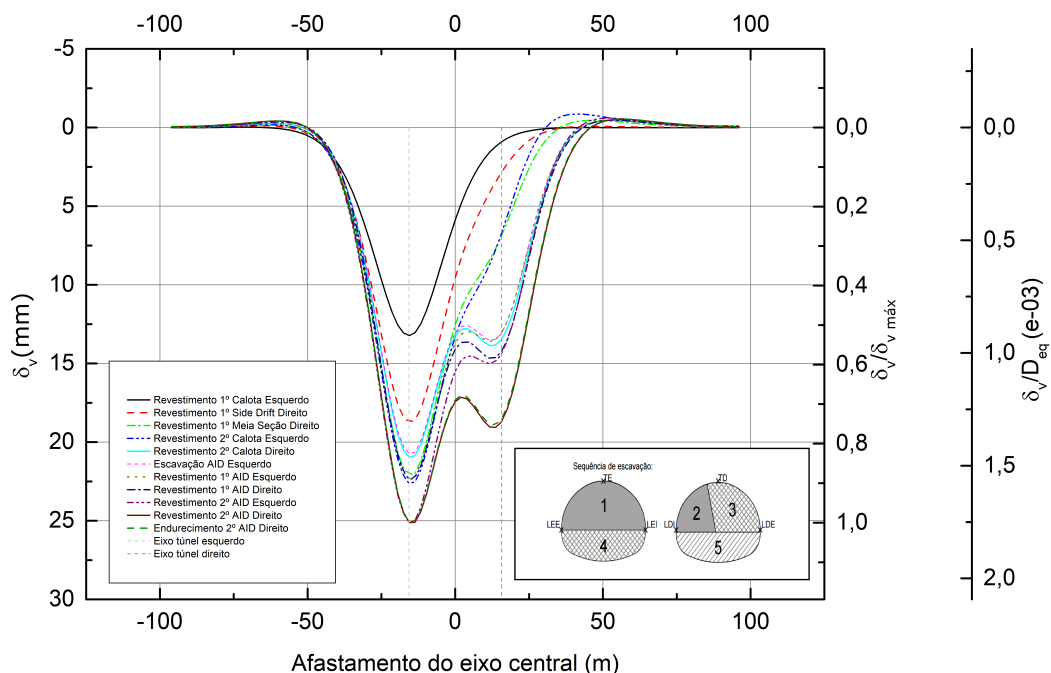 -100 -50 0 50 100
-5
0
5
10
15
20
25
30
δv(mm)
Revestimento 1º Calota Esquerdo
Revestimento 1º Side Drift Direito
Revestimento 1º Meia Seção Direito
Revestimento 2º Calota Esquerdo
Revestimento 2º Calota Direito
Escavação AID Esquerdo
Revestimento 1º AID Esquerdo
Revestimento 1º AID Direito
Revestimento 2º AID Esquerdo
Revestimento 2º AID Direito
Endurecimento 2º AID Direito
Eixo túnel esquerdo
Eixo túnel direito
Sequência de escavação:
TE TD
1 2 3
LEE LEI LDI LDE
4 5
0,0
0,2
0,4
0,6
0,8
1,0
δv/δv máx
0,0
0,5
1,0
1,5
2,0
δv/Deq (e-03)
-100 -50 0 50 100
Afastamento do eixo central (m)